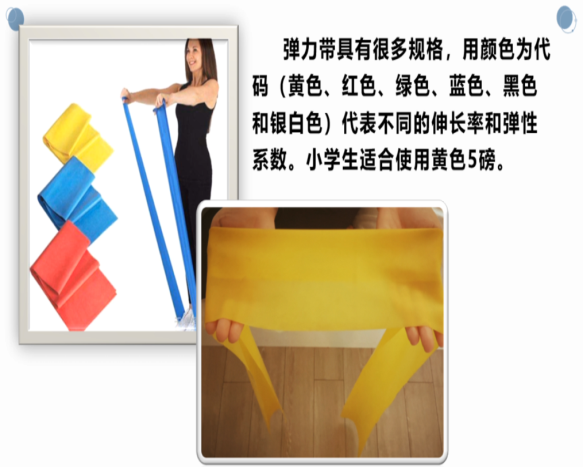 弹力带具有很多规格，用颜色为代
码（黄色、红色、绿色、蓝色、黑色
和银白色）代表不同的伸长率和弹性
系数。小学生适合使用黄色5磅。